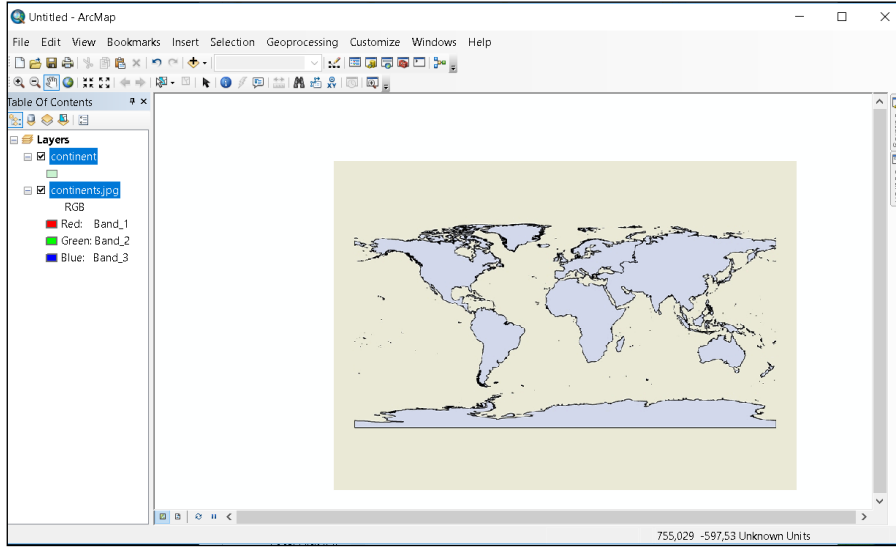 Untitled - ArcMap
File Edit View Bookmarks Insert Selection Geoprocessing Customize Windows Help
Table Of Contents
Layers
continent
continents.jpg
RGB
Red: Band_1
Green: Band_2
Blue: Band_3
755,029 -597,53 Unknown Units